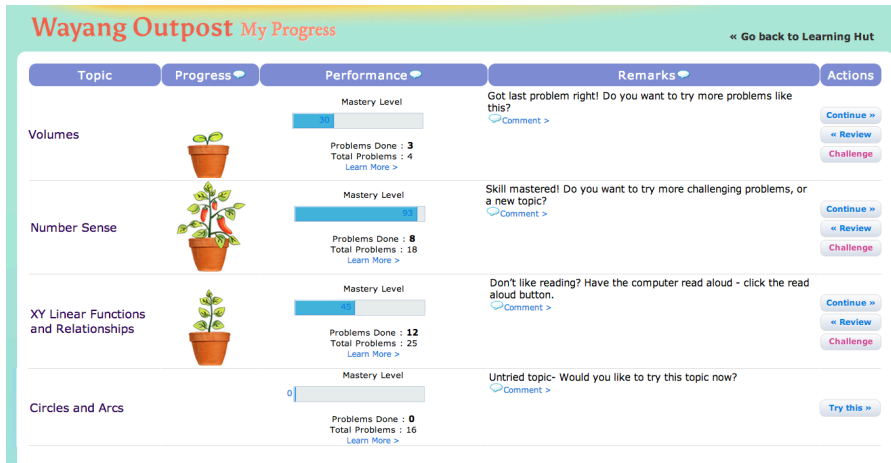 Wayang Outpost My Progress
« Go back to Learning Hut
Topic Progress Performance Remarks Actions
Volumes
Mastery Level
30
Problems Done : 3
Total Problems : 4
Learn More >
Got last problem right! Do you want to try more problems like
this?
Comment >
Continue »
« Review
Challenge
Number Sense
Mastery Level
93
Problems Done : 8
Total Problems : 18
Learn More >
Skill mastered! Do you want to try more challenging problems, or
a new topic?
Comment >
Continue »
« Review
Challenge
XY Linear Functions
and Relationships
Mastery Level
45
Problems Done : 12
Total Problems : 25
Learn More >
Don’t like reading? Have the computer read aloud - click the read
aloud button.
Comment >
Continue »
« Review
Challenge
Circles and Arcs
Mastery Level
0
Problems Done : 0
Total Problems : 16
Learn More >
Untried topic- Would you like to try this topic now?
Comment >
Try this »